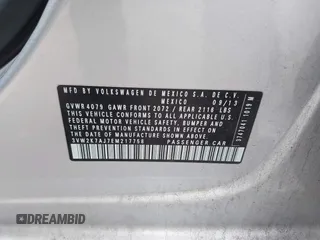 MFD BY VOLKSWAGEN DE MEXICO S.A. DE C.V.
MEXICO 09/13
GVWR 4079 GAWR FRONT 2072 / REAR 2116 LBS
THIS VEHICLE CONFORMS TO ALL APPLICABLE
FEDERAL MOTOR VEHICLE SAFETY, BUMPER AND
THEFT PREVENTION STANDARDS IN EFFECT ON
THE DATE OF MANUFACTURE SHOWN ABOVE
3VW2K7AJ7EM217758 PASSENGER CAR
DREAMBID
DREAMBID.COM